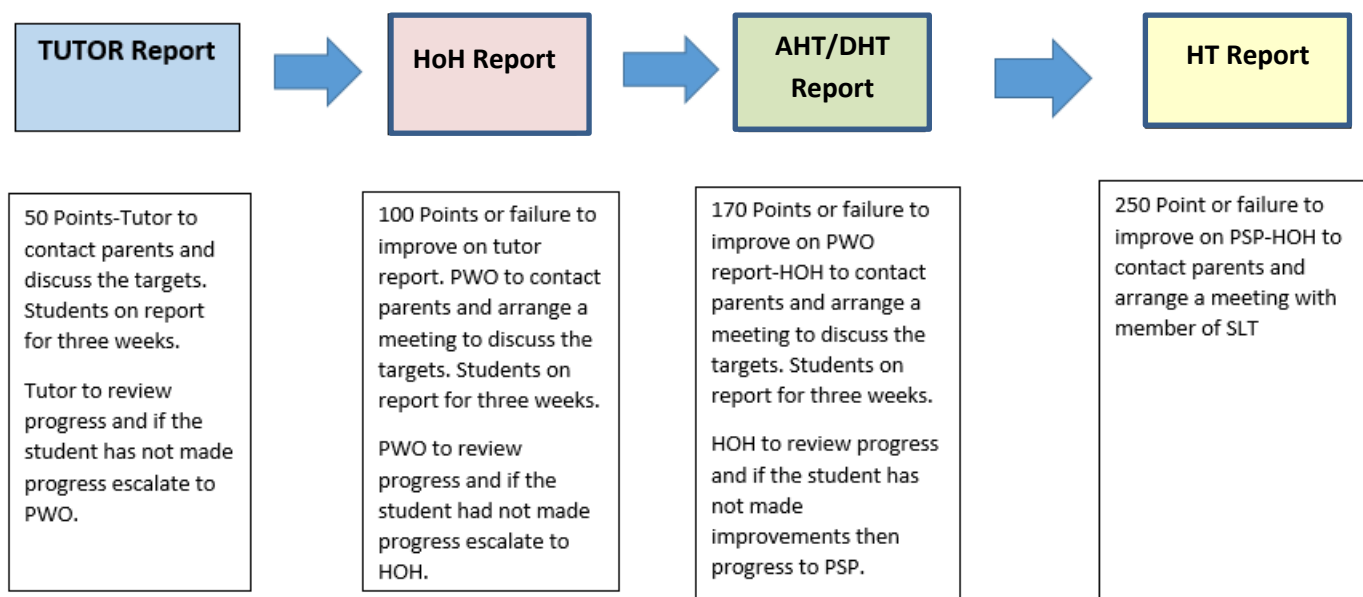 TUTOR Report
HoH Report
AHT/DHT
Report
HT Report
50 Points-Tutor to
contact parents and
discuss the targets.
Students on report
for three weeks.
Tutor to review
progress and if the
student has not made
progress escalate to
PWO.
100 Points or failure to
improve on tutor
report. PWO to contact
parents and arrange a
meeting to discuss the
targets. Students on
report for three weeks.
PWO to review
progress and if the
student had not made
progress escalate to
HOH.
170 Points or failure to
improve on PWO
report-HOH to contact
parents and arrange a
meeting to discuss the
targets. Students on
report for three weeks.
HOH to review progress
and if the student has
not made
improvements then
progress to PSP.
250 Point or failure to
improve on PSP-HOH to
contact parents and
arrange a meeting with
member of SLT